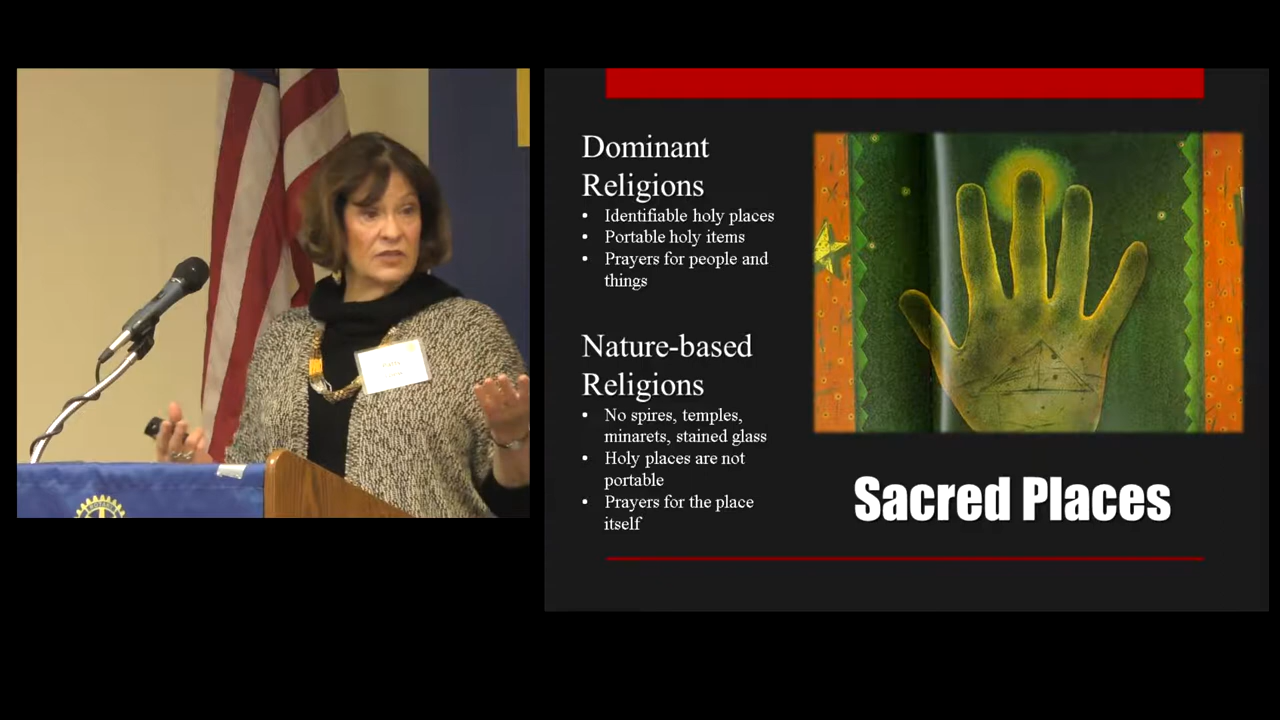 Dominant
Religions
• Identifiable holy places
• Portable holy items
• Prayers for people and
things
Nature-based
Religions
• No spires, temples,
minarets, stained glass
• Holy places are not
portable
• Prayers for the place
itself
Sacred Places